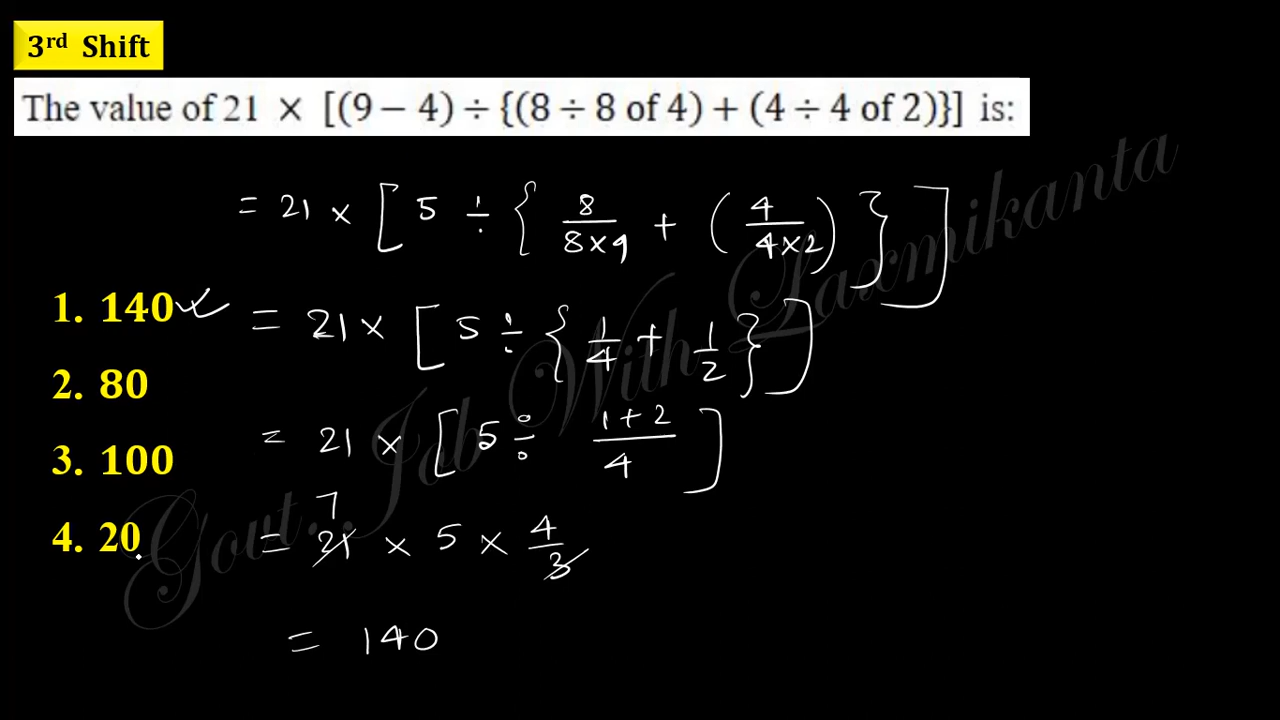 3rd Shift
The value of 21 × [(9 − 4) ÷ {(8 ÷ 8 of 4) + (4 ÷ 4 of 2)}] is:
= 21 × [ 5 ÷ { 8/8×4 + ( 4/4×2 ) } ]
1. 140 ✓
= 21 × [ 5 ÷ { 1/4 + 1/2 } ]
2. 80
= 21 × [ 5 ÷ 1+2/4 ]
3. 100
7
4. 20
= 21 × 5 × 4/3
= 140
Govt. Job With Laxmikanta